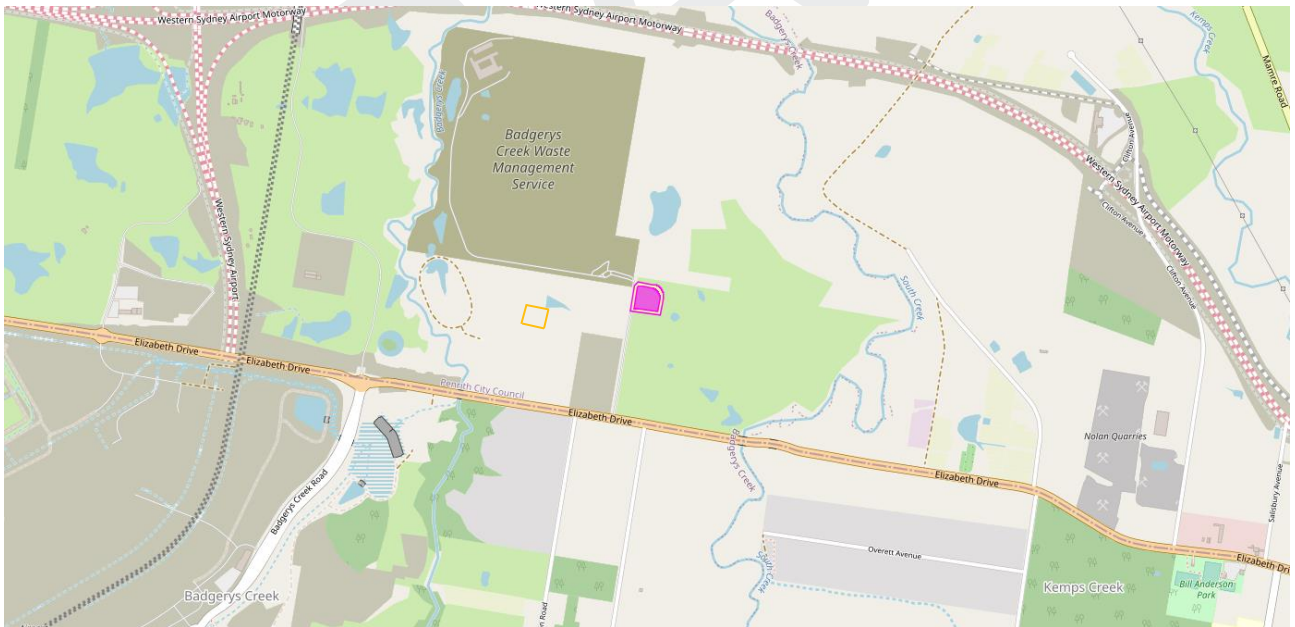 Western Sydney Airport Motorway
Western Sydney Airport Motorway
Badgerys Creek
Kemps Creek
Mamre Road
Badgerys Creek
Badgerys
Creek Waste
Management
Service
Clifton Avenue
Western Sydney Airport Motorway
Clifton Avenue
Clifton Avenue
Western Sydney Airport
South Creek
Elizabeth Drive
Elizabeth Drive
Penrith City Council
Elizabeth Drive
Nolan Quarries
Badgerys Creek
Elizabeth Drive
Badgerys Creek Road
Salisbury Avenue
Overett Avenue
Elizabeth Dri
South Creek
Kemps Creek
Bill Anderson
Park
Badgerys Creek
on Road